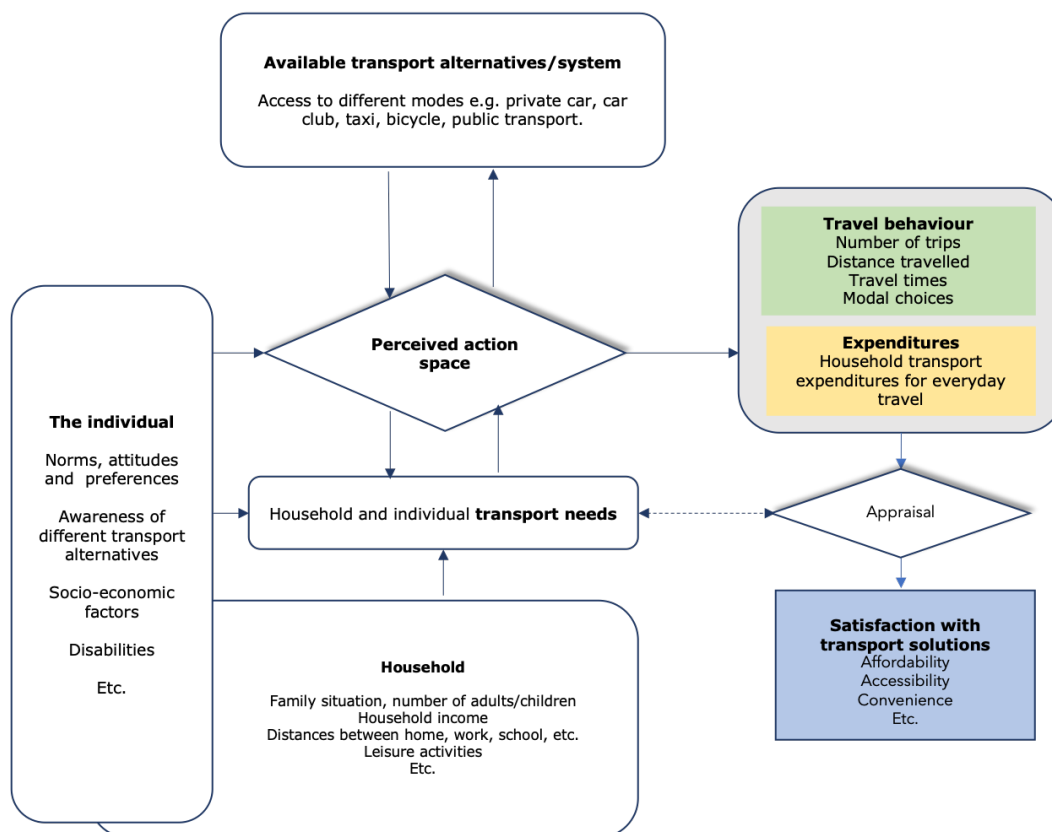 Available transport alternatives/system
Access to different modes e.g. private car, car
club, taxi, bicycle, public transport.
Travel behaviour
Number of trips
Distance travelled
Travel times
Modal choices
Expenditures
Household transport
expenditures for everyday
travel
Perceived action
space
The individual
Norms, attitudes
and preferences
Awareness of
different transport
alternatives
Socio-economic
factors
Disabilities
Etc.
Household and individual transport needs
Appraisal
Satisfaction with
transport solutions
Affordability
Accessibility
Convenience
Etc.
Household
Family situation, number of adults/children
Household income
Distances between home, work, school, etc.
Leisure activities
Etc.